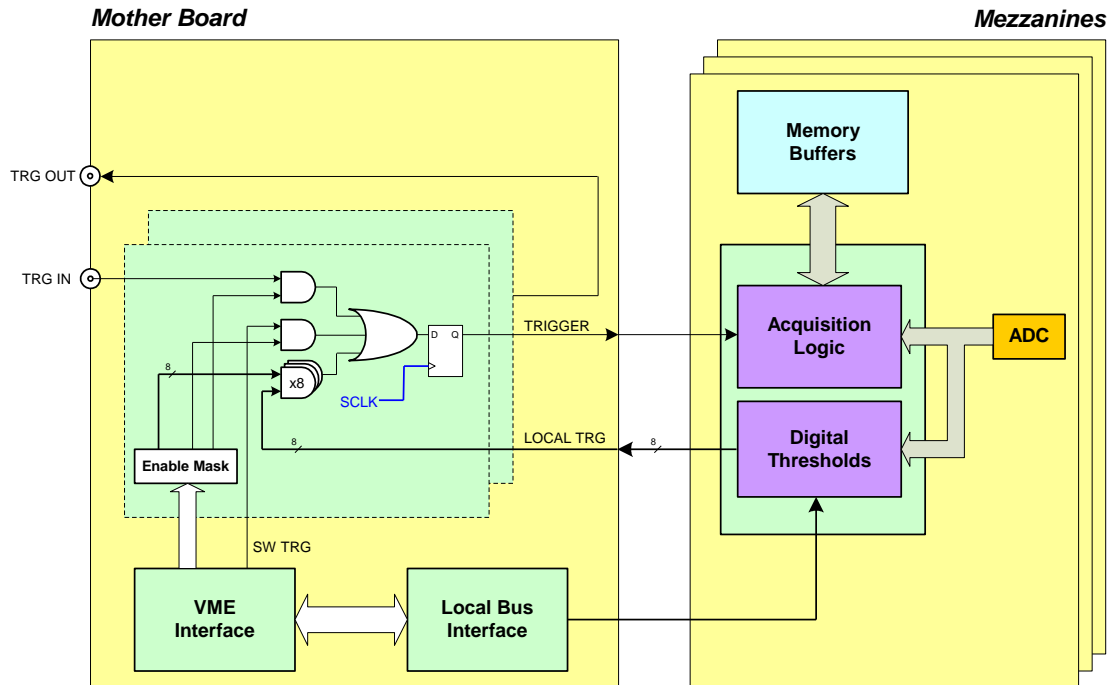 Mother Board
Mezzanines
Memory
Buffers
TRG OUT
TRG IN
TRIGGER
D Q
Acquisition
Logic
ADC
8
x8
SCLK
8
LOCAL TRG
8
Digital
Thresholds
Enable Mask
SW TRG
VME
Interface
Local Bus
Interface